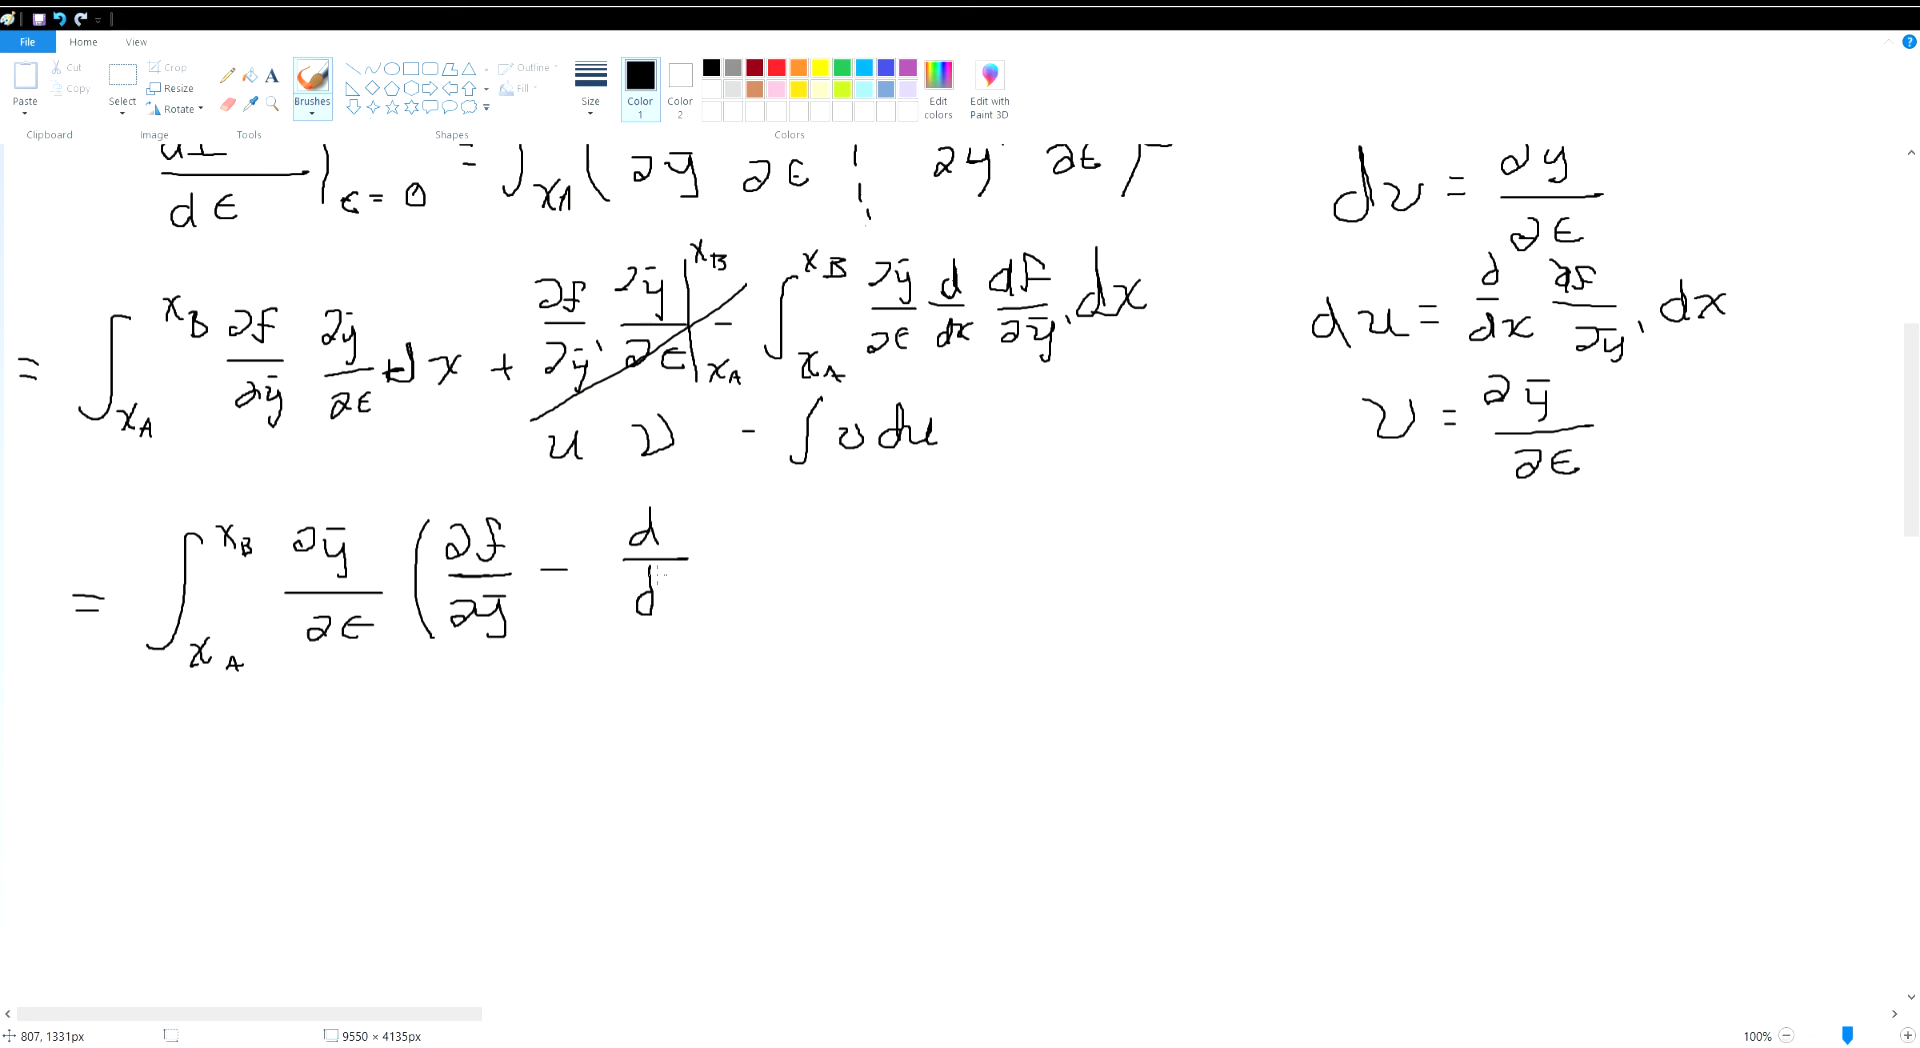 File Home View
Paste Cut Copy Clipboard
Select Crop Resize Rotate Image
A Tools
Brushes
Shapes Outline Fill
Size
Color 1 Color 2 Edit colors Edit with Paint 3D Colors
dI/dϵ |ϵ = 0 = ∫xA ( ∂ȳ ∂ϵ ∂y ∂ϵ
dv = ∂y/∂ϵ
= ∫xA xB ∂f/∂ȳ ∂ȳ/∂ϵ dx + ∂f/∂ȳ' ∂ȳ/∂ϵ |xA xB - ∫xA xB ∂ȳ/∂ϵ d/dx df/∂ȳ' dx
du = d/dx ∂f/∂y' dx
u v - ∫ v du
v = ∂ȳ/∂ϵ
= ∫xA xB ∂ȳ/∂ϵ ( ∂f/∂ȳ - d/d
807, 1331px 9550 × 4135px 100%